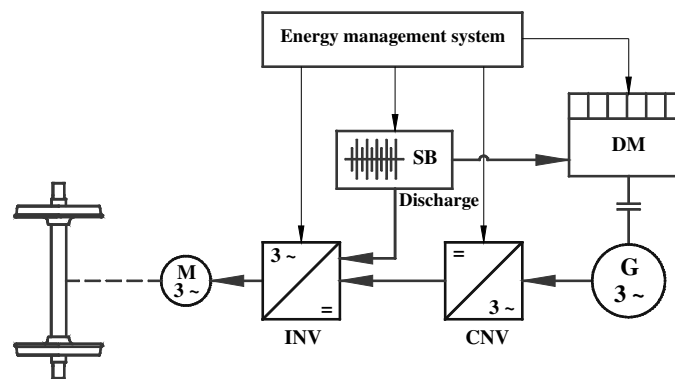 Energy management system
SB
DM
Discharge
G
3 ~
M
3 ~
3 ~
=
=
3 ~
INV
CNV